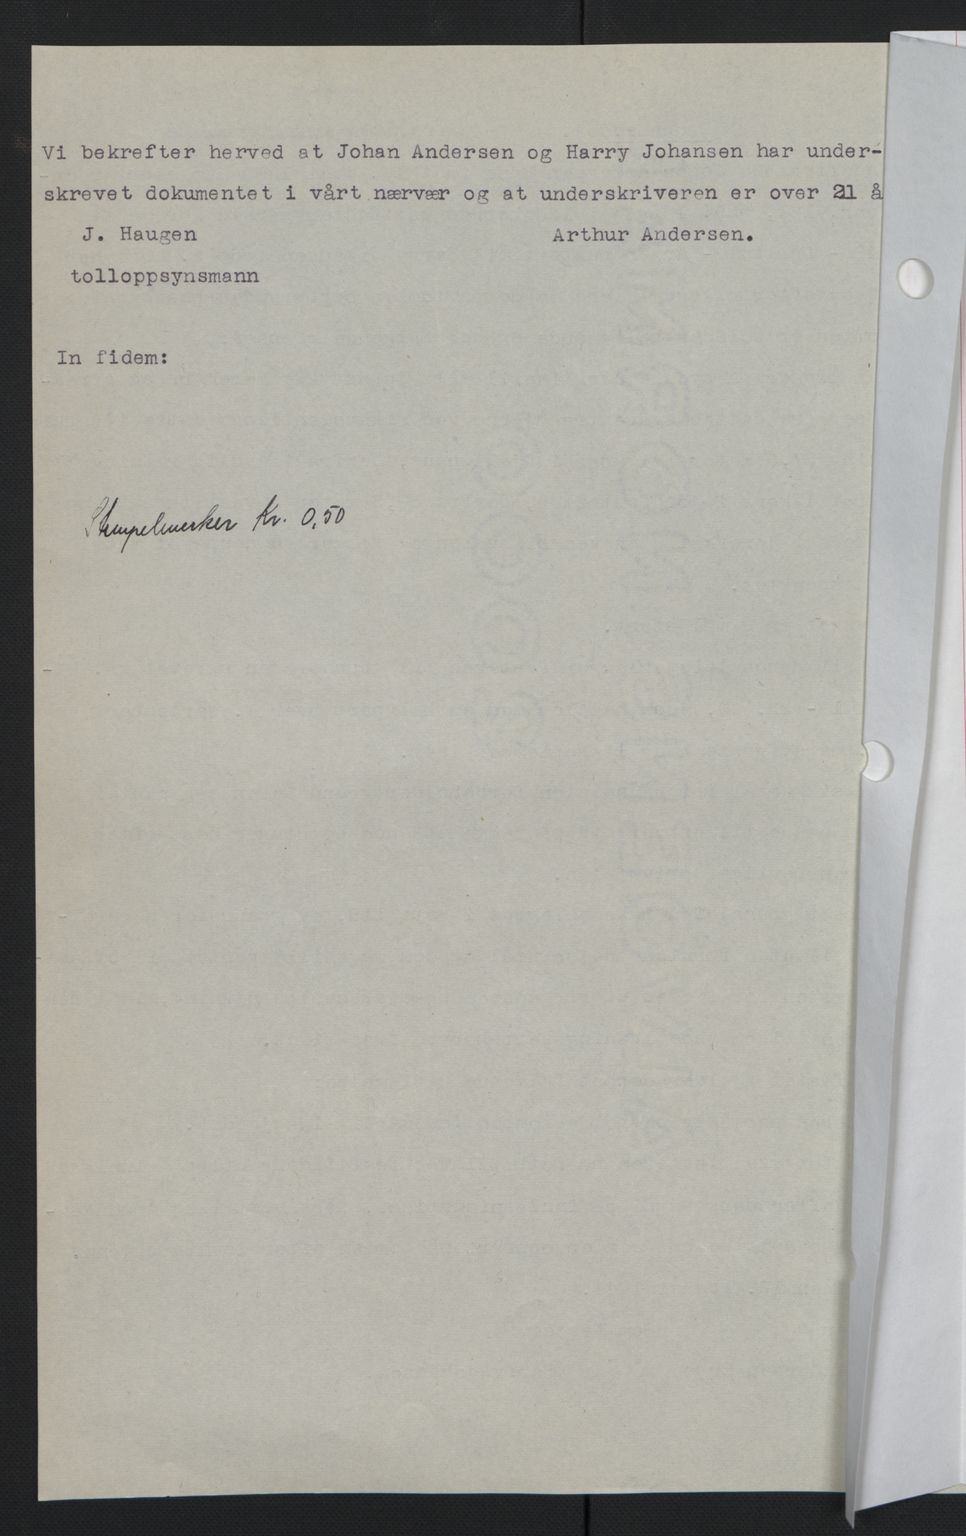 Vi bekrefter herved at Johan Andersen og Harry Johansen har under-
skrevet dokumentet i vårt nærvær og at underskriveren er over 21 å
J. Haugen Arthur Andersen.
tolloppsynsmann
In fidem:
Stempelmerker Kr. 0,50